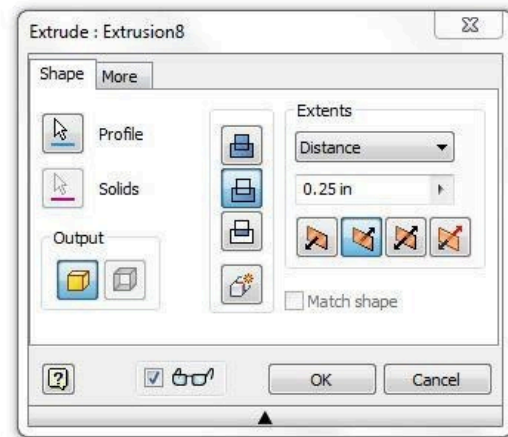 Extrude : Extrusion8
Shape
More
Profile
Solids
Output
Extents
Distance
0.25 in
Match shape
OK
Cancel